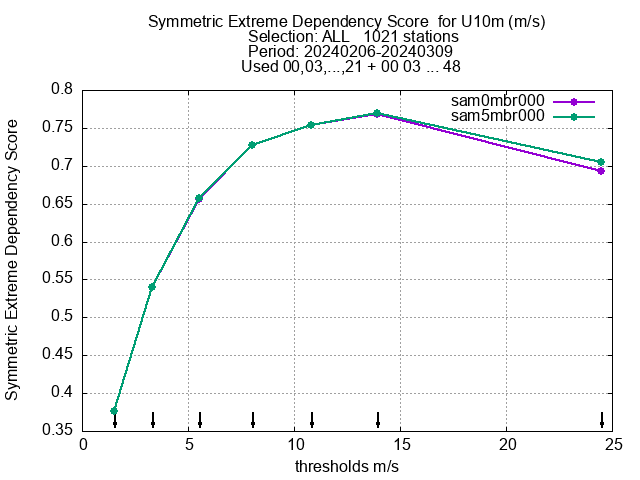 Symmetric Extreme Dependency Score  for U10m (m/s)
Selection: ALL   1021 stations
Period: 20240206-20240309
Used 00,03,...,21 + 00 03 ... 48
sam0mbr000
sam5mbr000
Symmetric Extreme Dependency Score
0.8
0.75
0.7
0.65
0.6
0.55
0.5
0.45
0.4
0.35
0 5 10 15 20 25
thresholds m/s